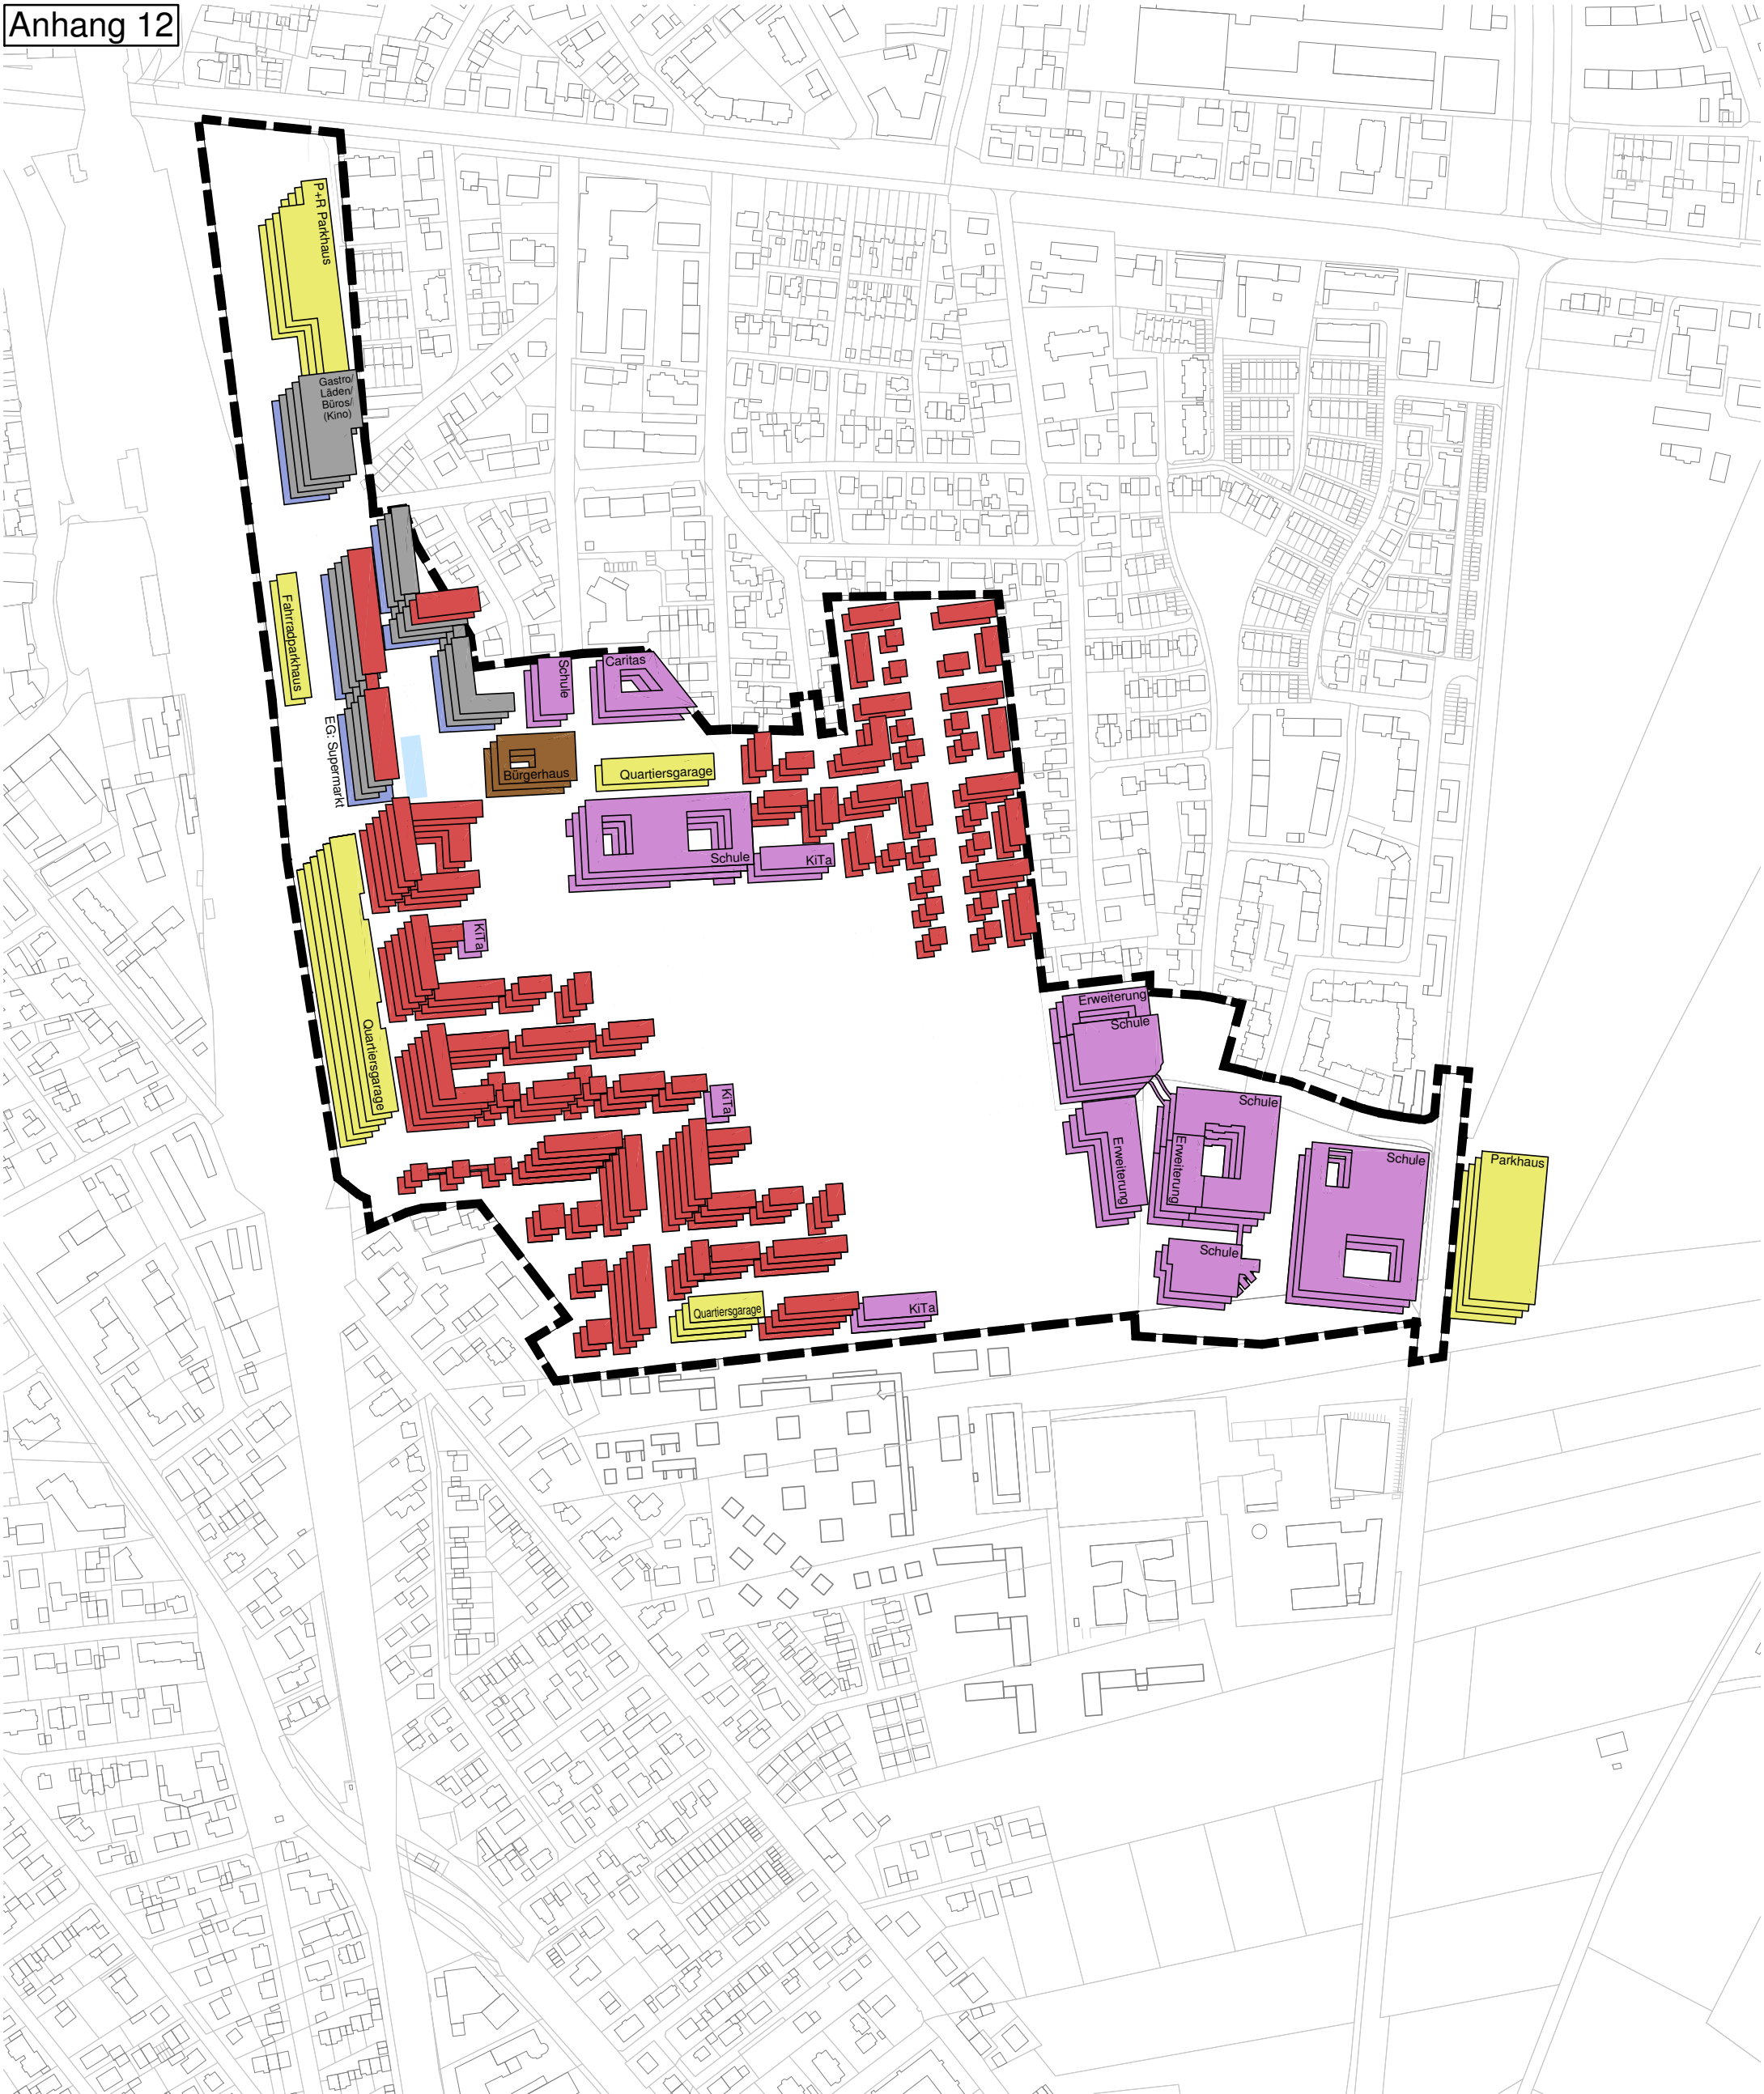 Anhang 12
P+R Parkhaus
Gastro/
Läden/
Büros/
(Kino)
Fahrradparkhaus
Schule
Caritas
EG: Supermarkt
Bürgerhaus
Quartiersgarage
Schule
KiTa
KiTa
Quartiersgarage
Erweiterung
Schule
KiTa
Schule
Erweiterung
Erweiterung
Schule
Parkhaus
Schule
Quartiersgarage
KiTa